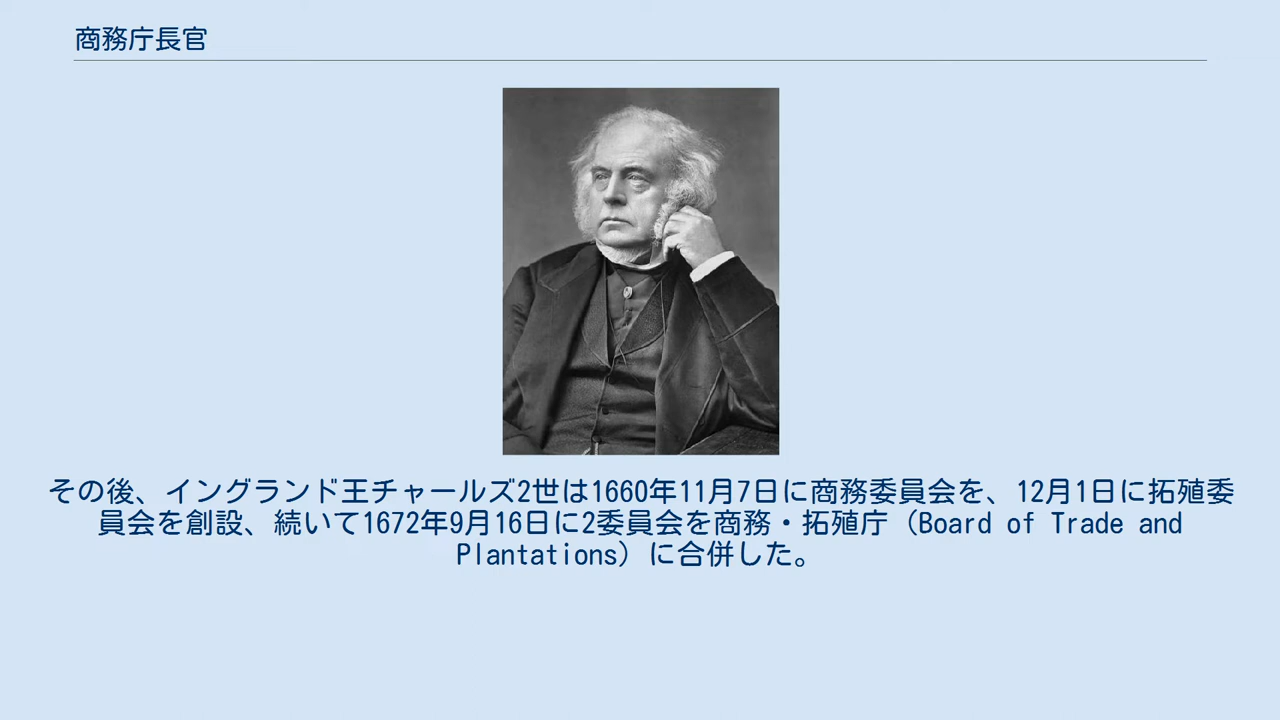 商務庁長官
その後、イングランド王チャールズ2世は1660年11月7日に商務委員会を、12月1日に拓殖委
員会を創設、続いて1672年9月16日に2委員会を商務・拓殖庁（Board of Trade and
Plantations）に合併した。